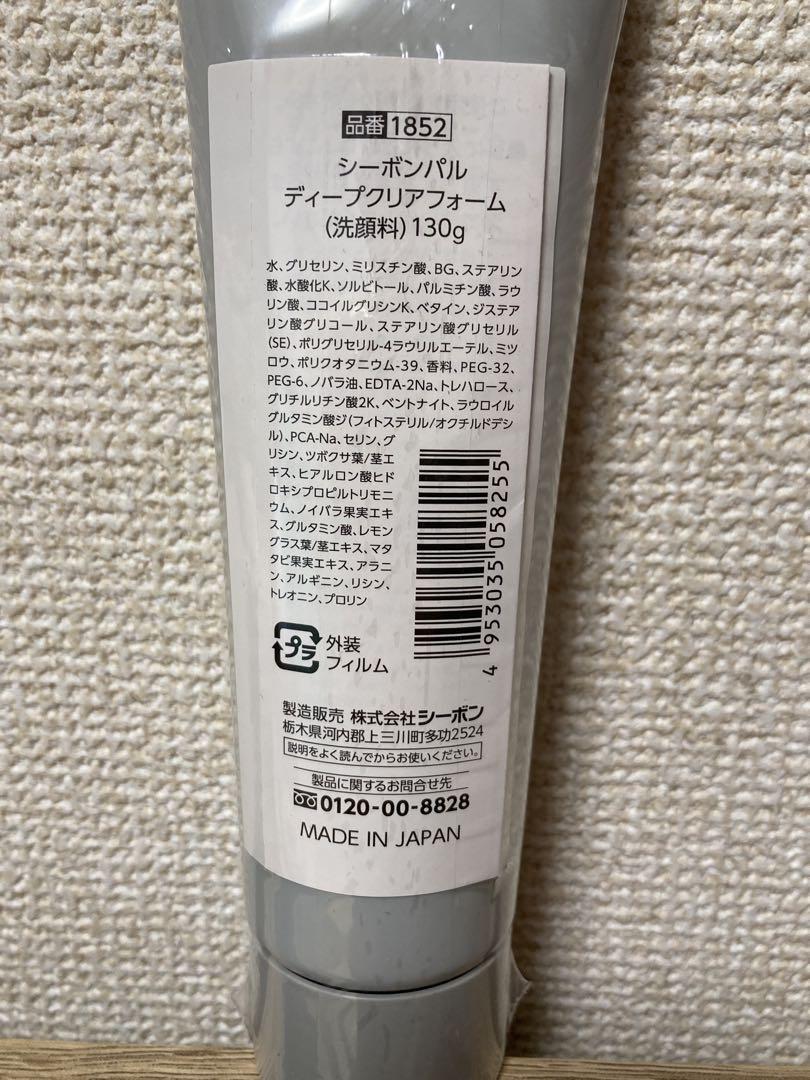 品番 1852
シーボンパル
ディープクリアフォーム
(洗顔料)130g
水、グリセリン、ミリスチン酸、BG、ステアリン
酸、水酸化K、ソルビトール、パルミチン酸、ラウ
リン酸、ココイルグリシンK、ベタイン、ジステア
リン酸グリコール、ステアリン酸グリセリル
(SE)、ポリグリセリル-4ラウリルエーテル、ミツ
ロウ、ポリクオタニウム-39、香料、PEG-32、
PEG-6、ノバラ油、EDTA-2Na、トレハロース、
グリチルリチン酸2K、ベントナイト、ラウロイル
グルタミン酸ジ(フィトステリル/オクチルドデシ
ル)、PCA-Na、セリン、グ
リシン、ツボクサ葉/茎エ
キス、ヒアルロン酸ヒド
ロキシプロピルトリモニ
ウム、ノイバラ果実エキ
ス、グルタミン酸、レモン
グラス葉/茎エキス、マタ
タビ果実エキス、アラニ
ン、アルギニン、リシン、
トレオニン、プロリン
4 953035 058255
プラ
外装
フィルム
製造販売 株式会社シーボン
栃木県河内郡上三川町多功2524
説明をよく読んでからお使いください。
製品に関するお問合せ先
0120-00-8828
MADE IN JAPAN